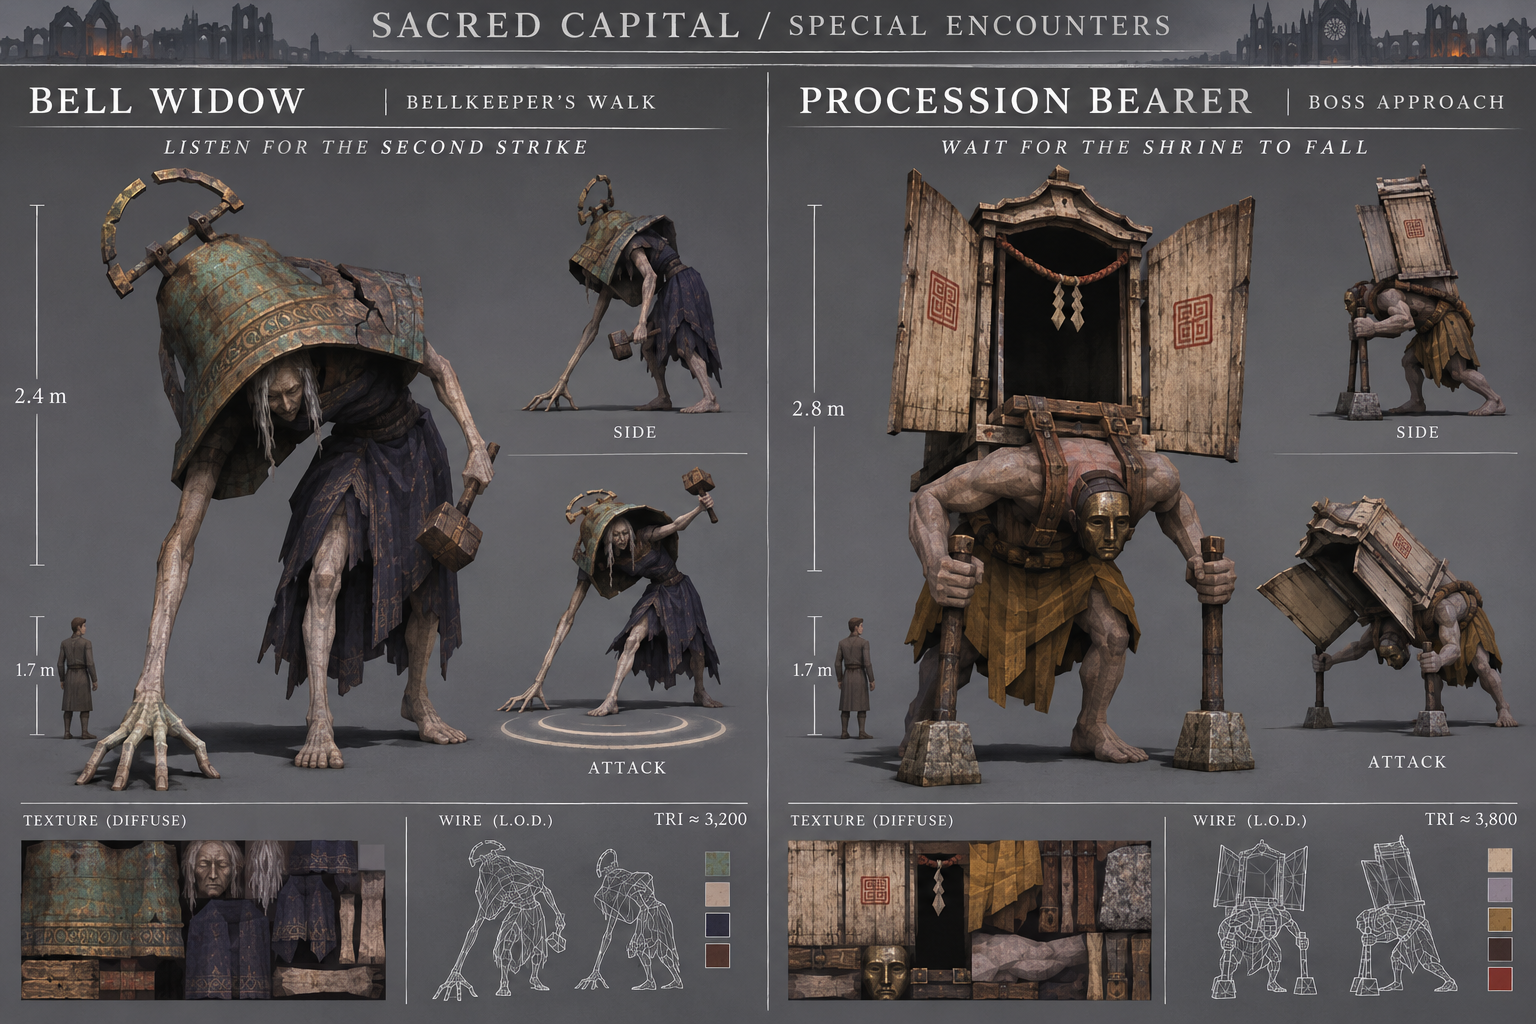 SACRED CAPITAL / SPECIAL ENCOUNTERS
BELL WIDOW | BELLKEEPER'S WALK
LISTEN FOR THE SECOND STRIKE
2.4 m
1.7 m
SIDE
ATTACK
TEXTURE (DIFFUSE)
WIRE (L.O.D.)
TRI ≈ 3,200
PROCESSION BEARER | BOSS APPROACH
WAIT FOR THE SHRINE TO FALL
2.8 m
1.7 m
SIDE
ATTACK
TEXTURE (DIFFUSE)
WIRE (L.O.D.)
TRI ≈ 3,800